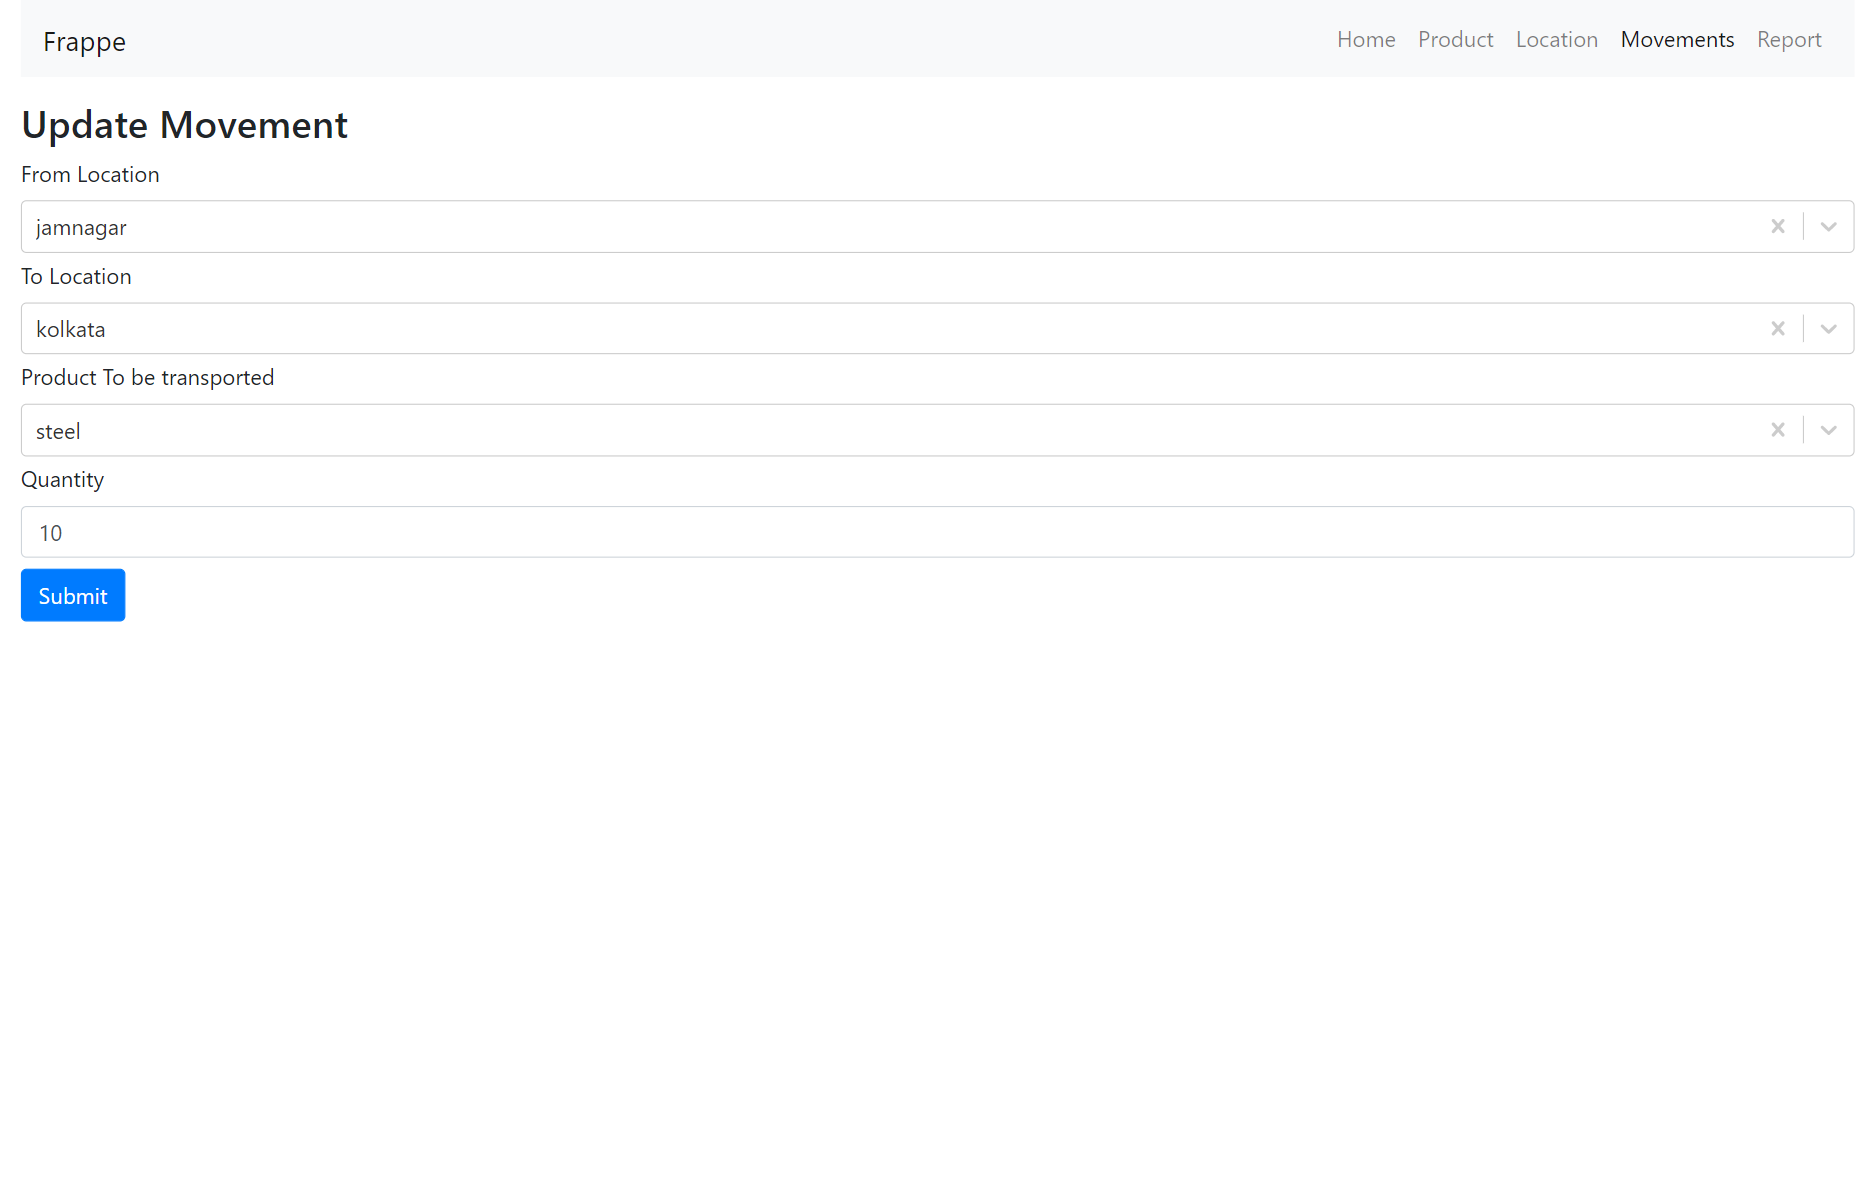 Frappe Home Product Location Movements Report
Update Movement
From Location
jamnagar
To Location
kolkata
Product To be transported
steel
Quantity
10
Submit